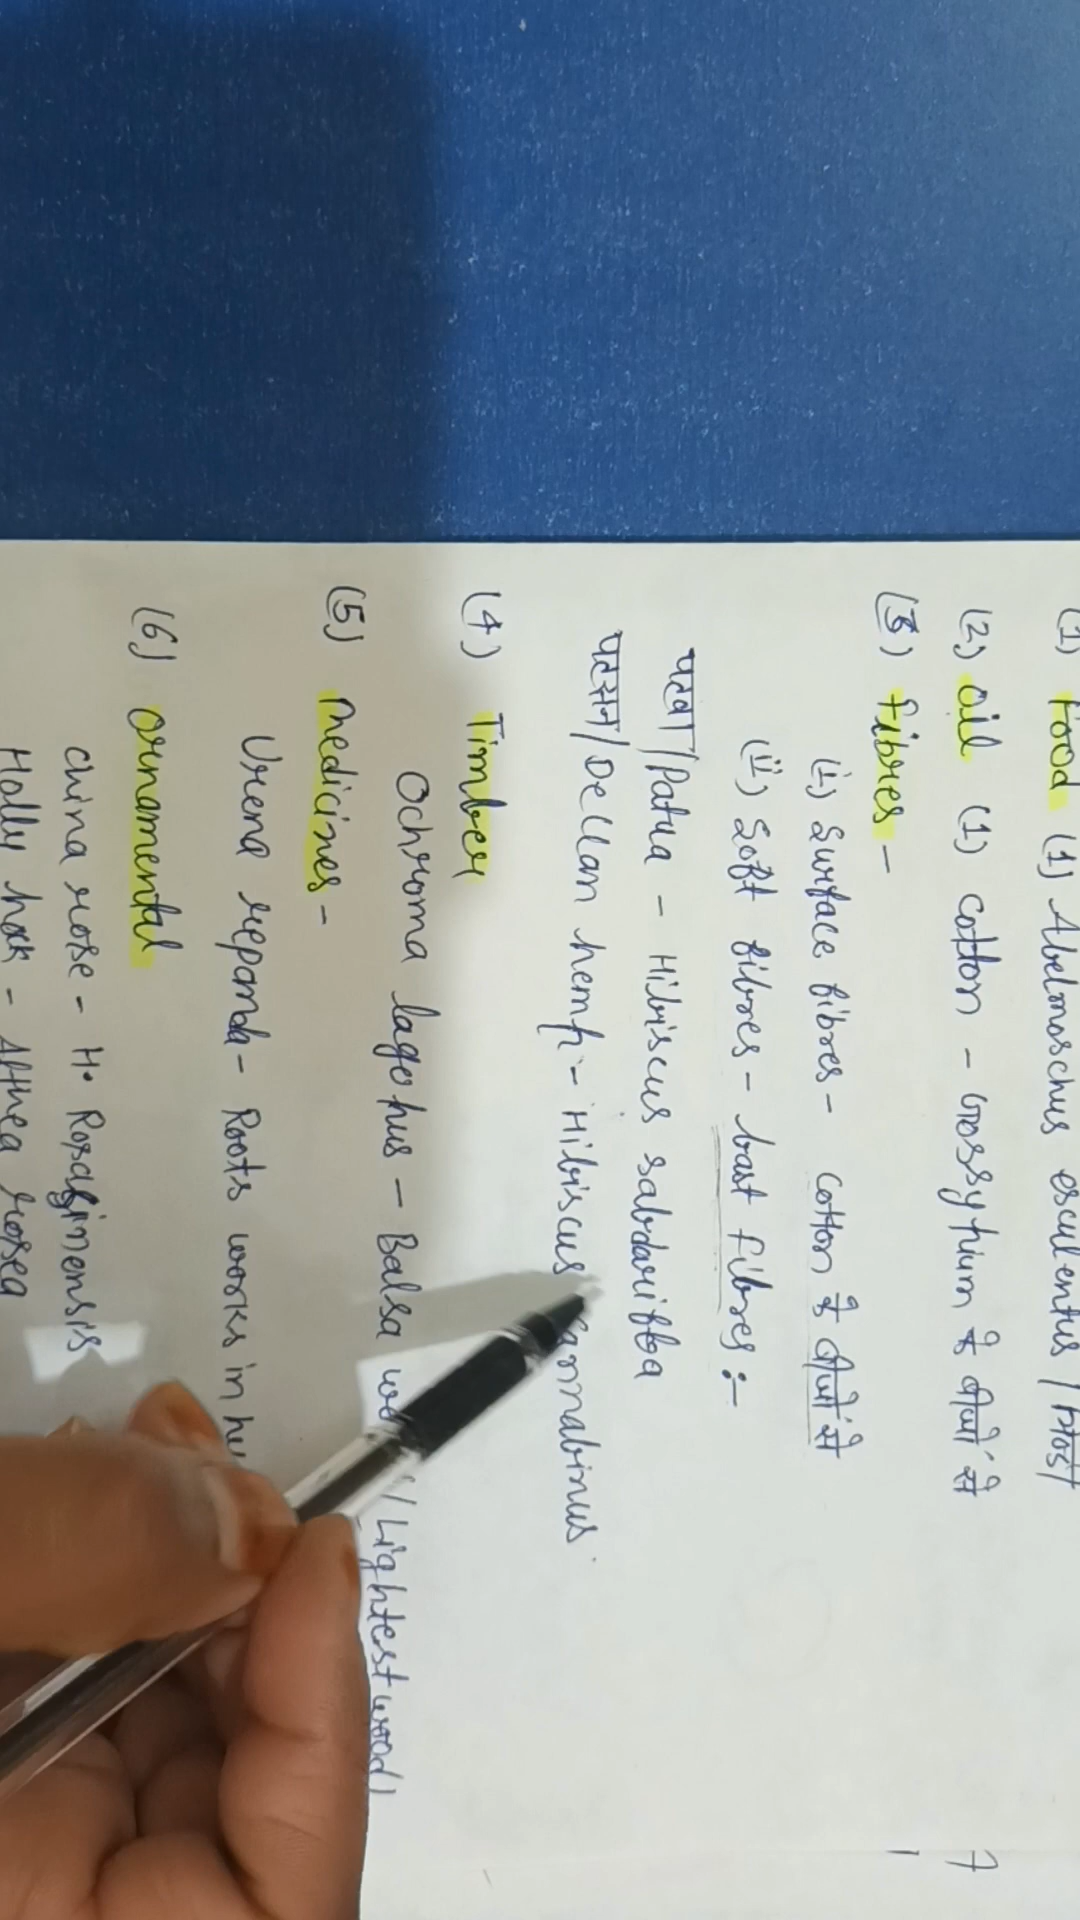 (1) Food (1) Abelmoschus esculentus / भिंडी
(2) Oil (1) cotton - Gossypium के बीजों से
(3) Fibres -
(i) Surface fibres - cotton के बीजों से
(ii) Soft fibres - bast fibres :-
पटवा/Patua - Hibiscus sabdariffa
पटसन/Deccan hemp - Hibiscus cannabinus
(4) Timber
Ochroma lagopus - Balsa / Lightest wood)
(5) Medicines -
Urena repanda - Roots works in
(6) Ornamental
China rose - H. Rosasinensis
Holly hock - Althea rosea